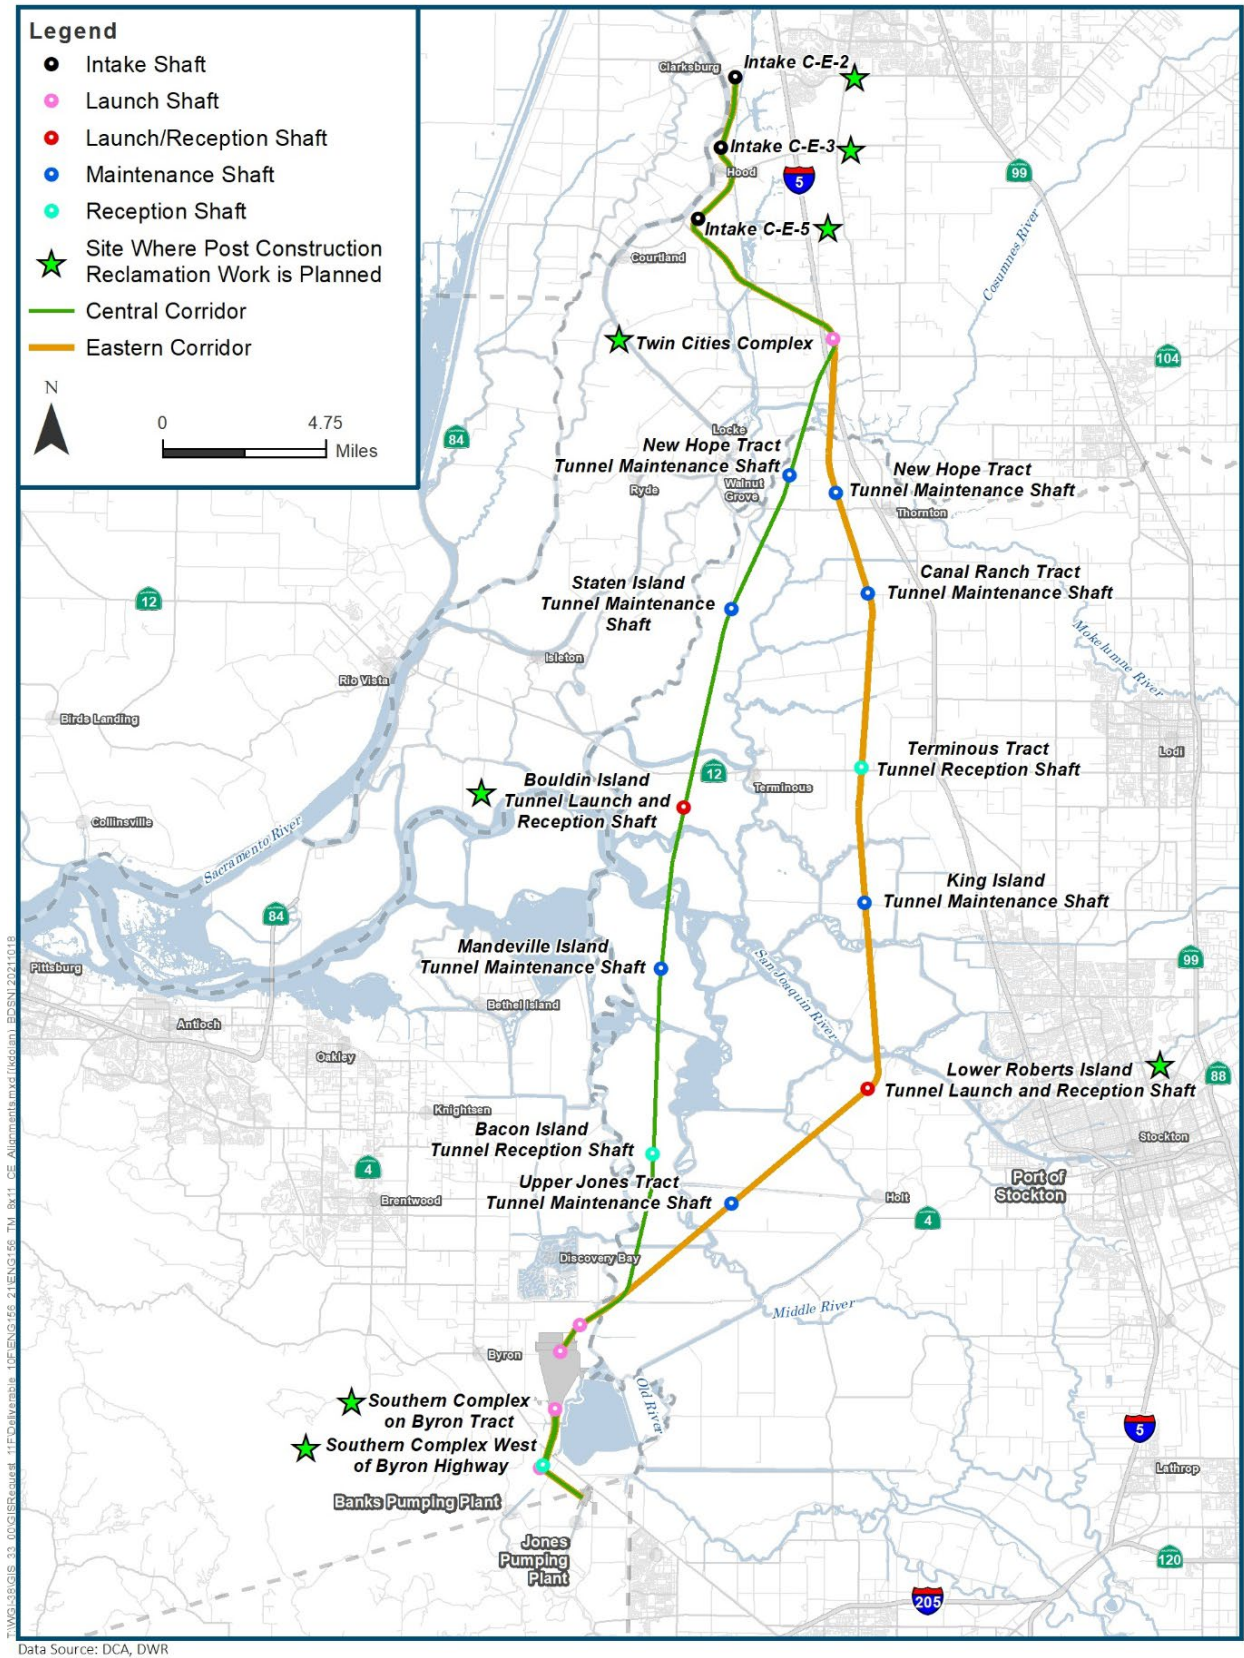 Legend
Intake Shaft
Launch Shaft
Launch/Reception Shaft
Maintenance Shaft
Reception Shaft
Site Where Post Construction
Reclamation Work is Planned
Central Corridor
Eastern Corridor
N
0 4.75
Miles
Clarksburg
Intake C-E-2
Intake C-E-3
Hood
5
99
Cosumnes River
Intake C-E-5
Courtland
Twin Cities Complex
104
84
Locke
New Hope Tract
Tunnel Maintenance Shaft
Ryde
Walnut
Grove
New Hope Tract
Tunnel Maintenance Shaft
Thornton
Staten Island
Tunnel Maintenance
Shaft
Canal Ranch Tract
Tunnel Maintenance Shaft
12
Mokelumne River
Isleton
Rio Vista
Birds Landing
Lodi
Terminous Tract
Tunnel Reception Shaft
12
Terminous
Bouldin Island
Tunnel Launch and
Reception Shaft
Collinsville
Sacramento River
King Island
Tunnel Maintenance Shaft
84
Mandeville Island
Tunnel Maintenance Shaft
San Joaquin River
99
Pittsburg
Bethel Island
Antioch
Oakley
Lower Roberts Island
Tunnel Launch and Reception Shaft
88
Knightsen
Bacon Island
Tunnel Reception Shaft
Stockton
4
Upper Jones Tract
Tunnel Maintenance Shaft
Brentwood
Port of
Stockton
Holt
4
Discovery Bay
Middle River
Byron
Old River
Southern Complex
on Byron Tract
Southern Complex West
of Byron Highway
5
Lathrop
Banks Pumping Plant
Jones
Pumping
Plant
120
205
Data Source: DCA, DWR